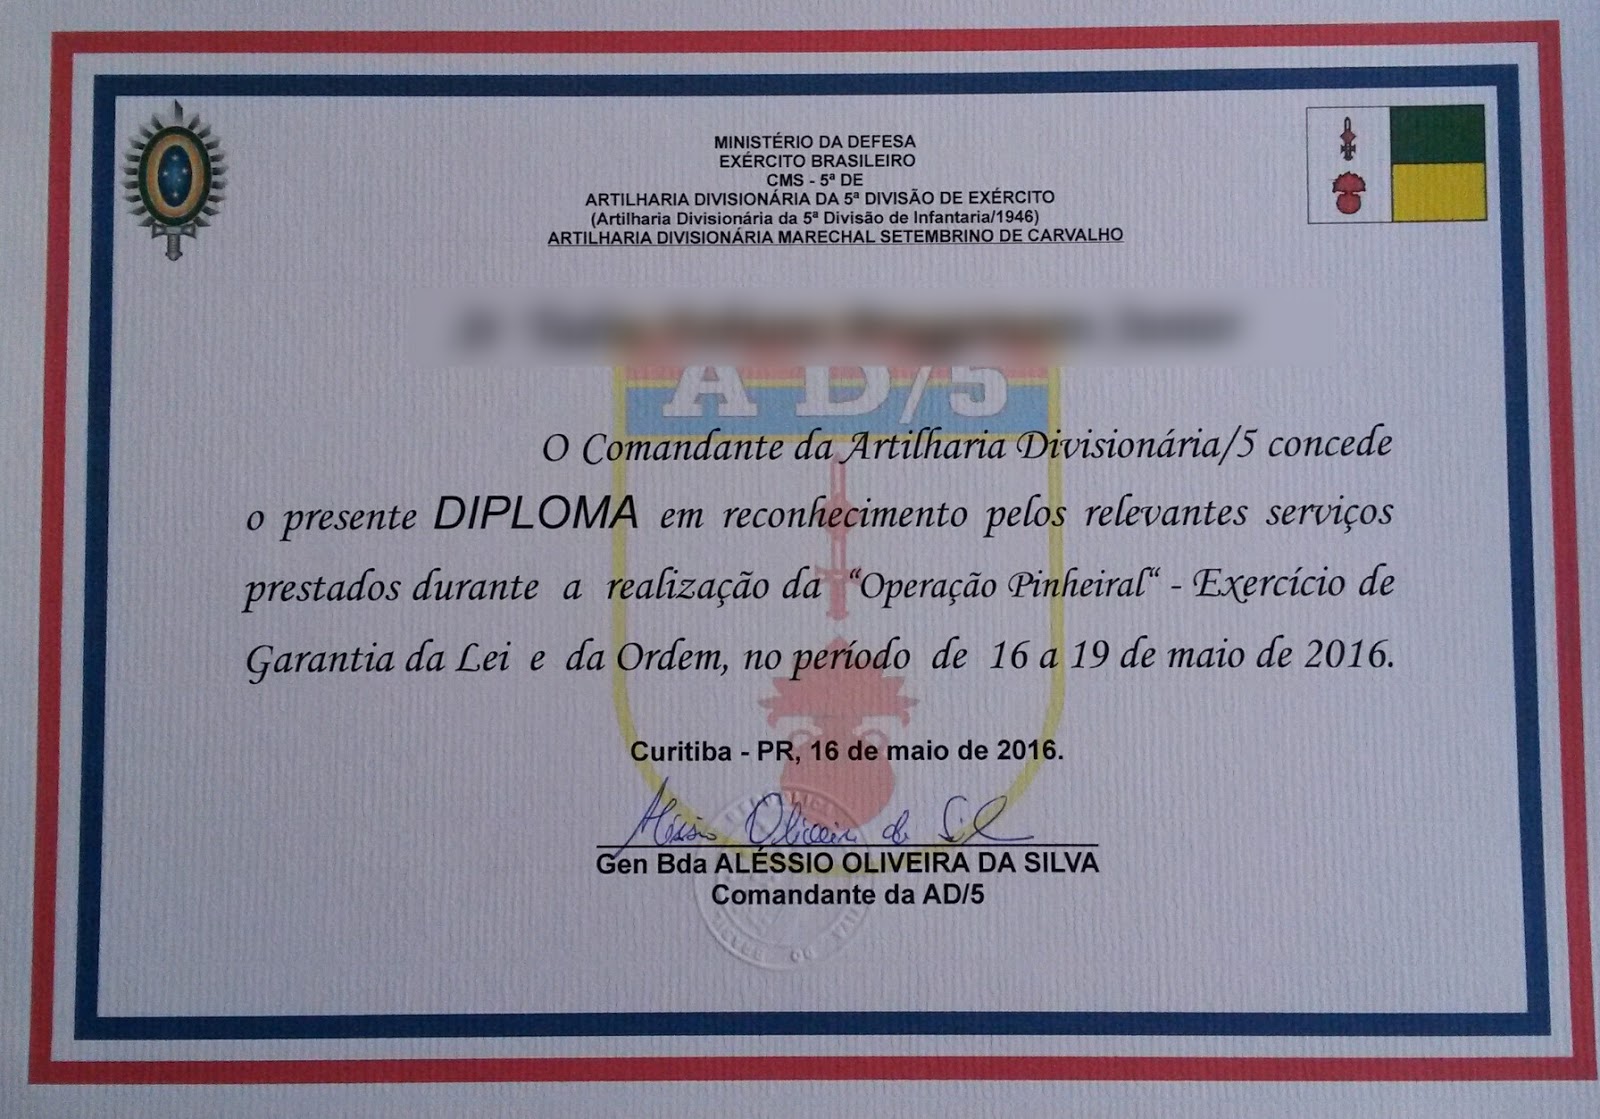 MINISTÉRIO DA DEFESA
EXÉRCITO BRASILEIRO
CMS - 5ª DE
ARTILHARIA DIVISIONÁRIA DA 5ª DIVISÃO DE EXÉRCITO
(Artilharia Divisionária da 5ª Divisão de Infantaria/1946)
ARTILHARIA DIVISIONÁRIA MARECHAL SETEMBRINO DE CARVALHO
AD/5
O Comandante da Artilharia Divisionária/5 concede
o presente DIPLOMA em reconhecimento pelos relevantes serviços
prestados durante a realização da “Operação Pinheiral“ - Exercício de
Garantia da Lei e da Ordem, no período de 16 a 19 de maio de 2016.
Curitiba - PR, 16 de maio de 2016.
Aléssio Oliveira da Silva
Gen Bda ALÉSSIO OLIVEIRA DA SILVA
Comandante da AD/5